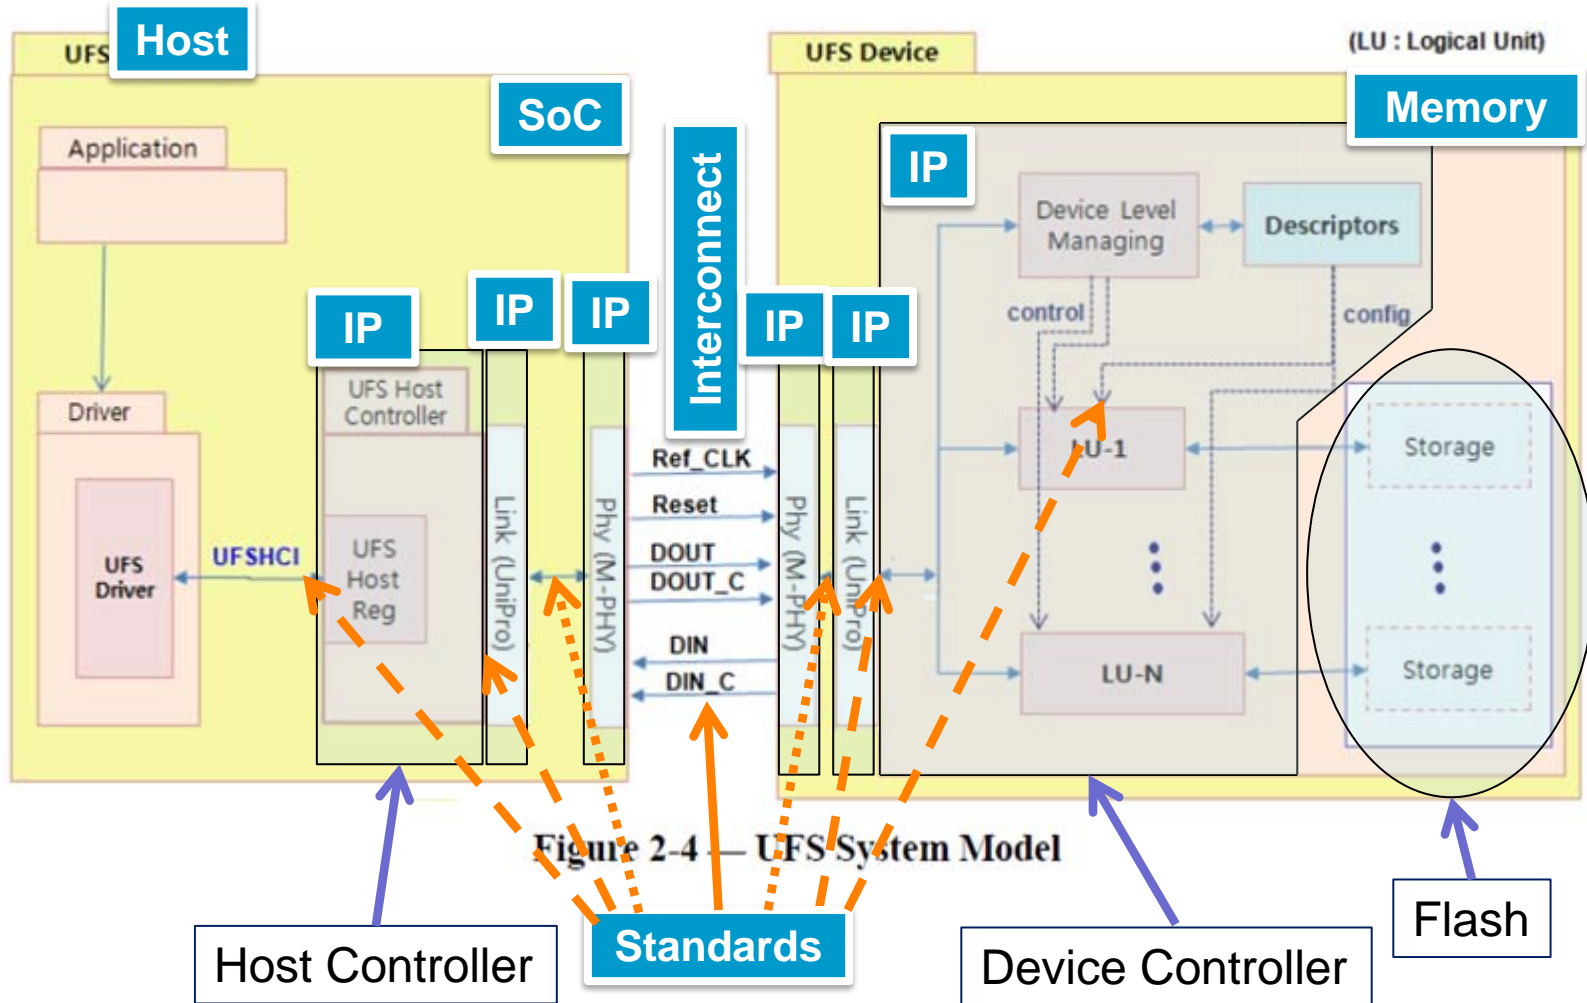 UFS
Host
UFS Device
(LU : Logical Unit)
SoC
Memory
Application
Interconnect
IP
Device Level
Managing
Descriptors
IP
IP
IP
IP
IP
control
config
UFS Host
Controller
Driver
LU-1
Storage
Ref_CLK
Reset
DOUT
DOUT_C
DIN
DIN_C
Link (UniPro)
Phy (M-PHY)
Phy (M-PHY)
Link (UniPro)
UFS
Driver
UFSHCI
UFS
Host
Reg
LU-N
Storage
Figure 2-4 — UFS System Model
Host Controller
Standards
Device Controller
Flash